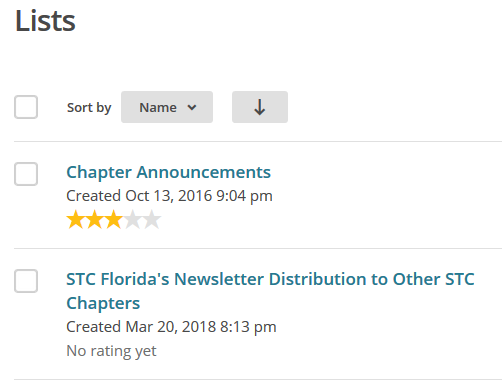 Lists
Sort by Name
Chapter Announcements
Created Oct 13, 2016 9:04 pm
STC Florida's Newsletter Distribution to Other STC
Chapters
Created Mar 20, 2018 8:13 pm
No rating yet